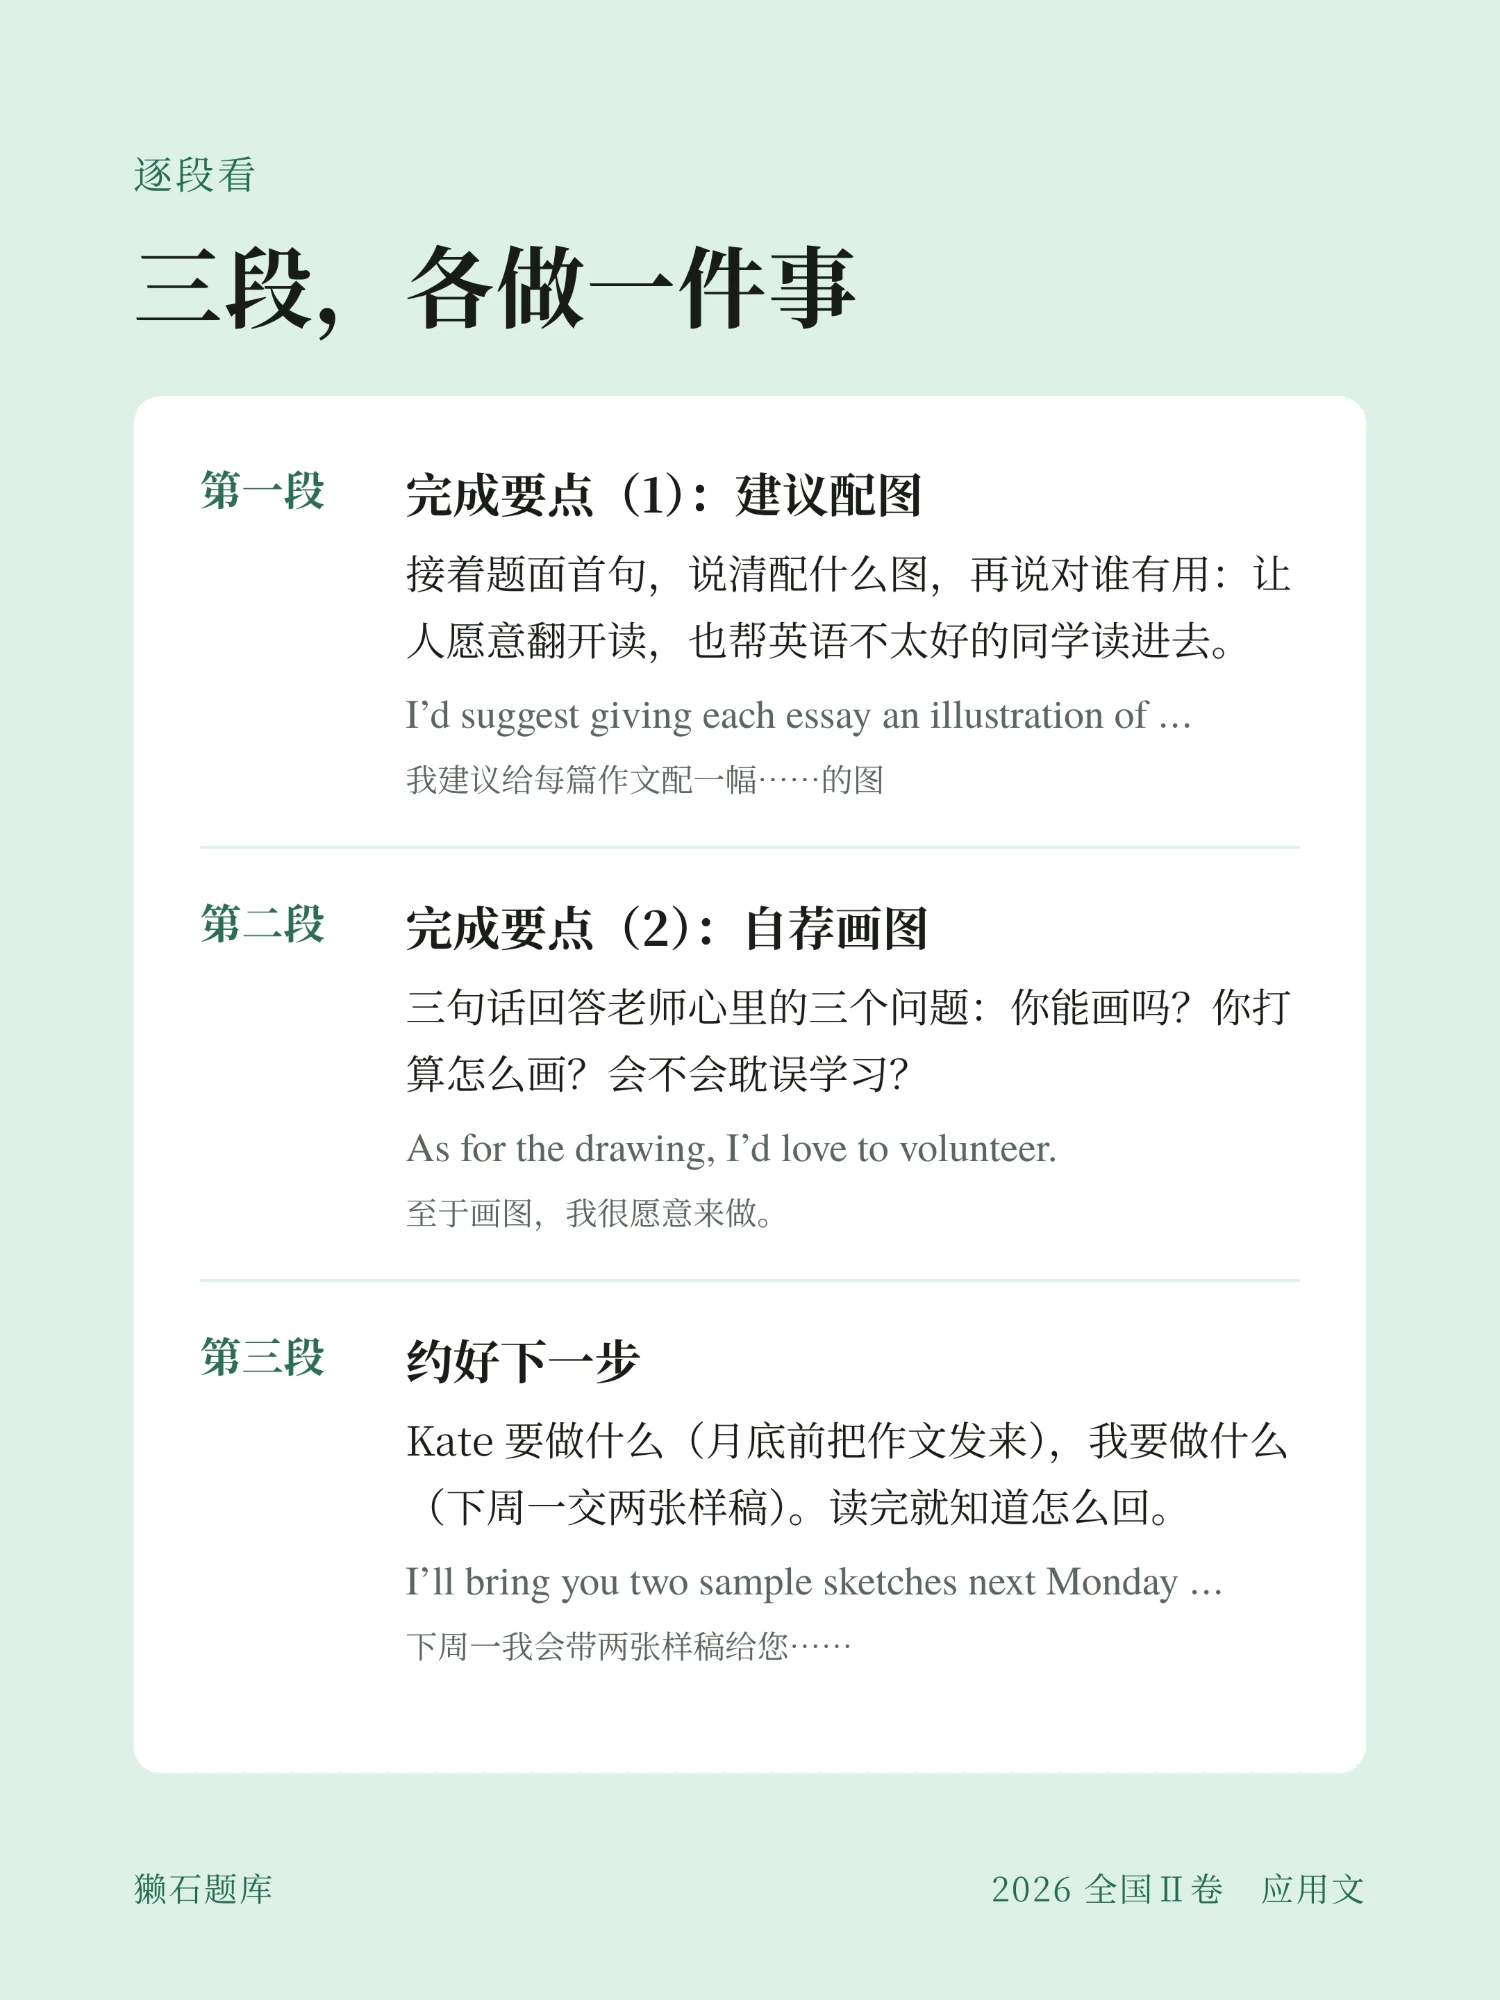 逐段看
三段，各做一件事
第一段
完成要点（1）：建议配图
接着题面首句，说清配什么图，再说对谁有用：让
人愿意翻开读，也帮英语不太好的同学读进去。
I’d suggest giving each essay an illustration of …
我建议给每篇作文配一幅……的图
第二段
完成要点（2）：自荐画图
三句话回答老师心里的三个问题：你能画吗？你打
算怎么画？会不会耽误学习？
As for the drawing, I’d love to volunteer.
至于画图，我很愿意来做。
第三段
约好下一步
Kate 要做什么（月底前把作文发来），我要做什么
（下周一交两张样稿）。读完就知道怎么回。
I’ll bring you two sample sketches next Monday …
下周一我会带两张样稿给您……
獭石题库
2026 全国Ⅱ卷　应用文